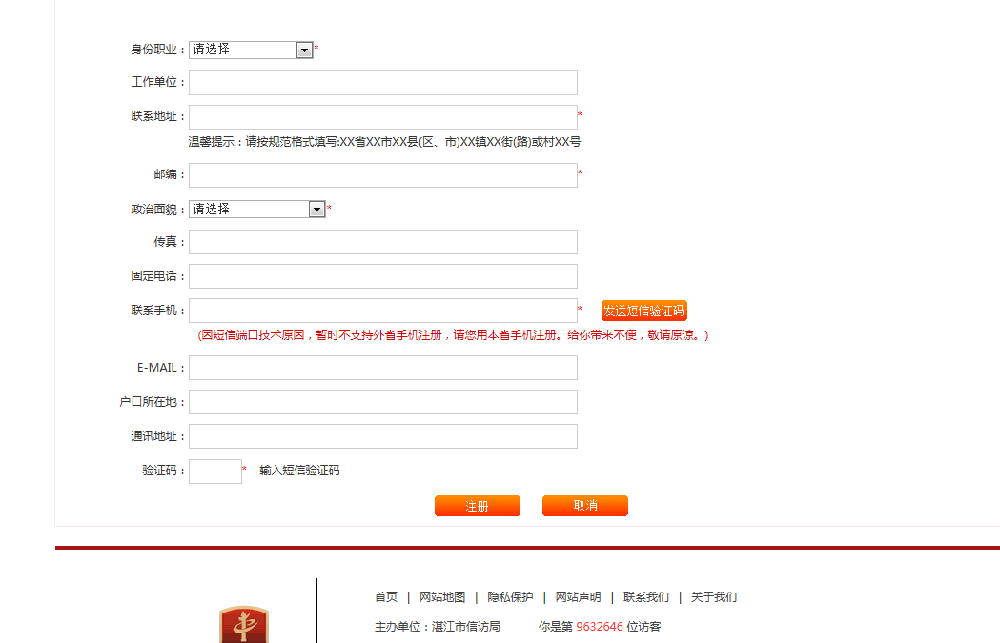 身份职业： 请选择 *
工作单位：
联系地址： *
温馨提示：请按规范格式填写:XX省XX市XX县(区、市)XX镇XX街(路)或村XX号
邮编： *
政治面貌： 请选择 *
传真：
固定电话：
联系手机： * 发送短信验证码
(因短信端口技术原因，暂时不支持外省手机注册，请您用本省手机注册。给你带来不便，敬请原谅。)
E-MAIL：
户口所在地：
通讯地址：
验证码： * 输入短信验证码
注册 取消
首页 | 网站地图 | 隐私保护 | 网站声明 | 联系我们 | 关于我们
主办单位：湛江市信访局 你是第 9632646 位访客